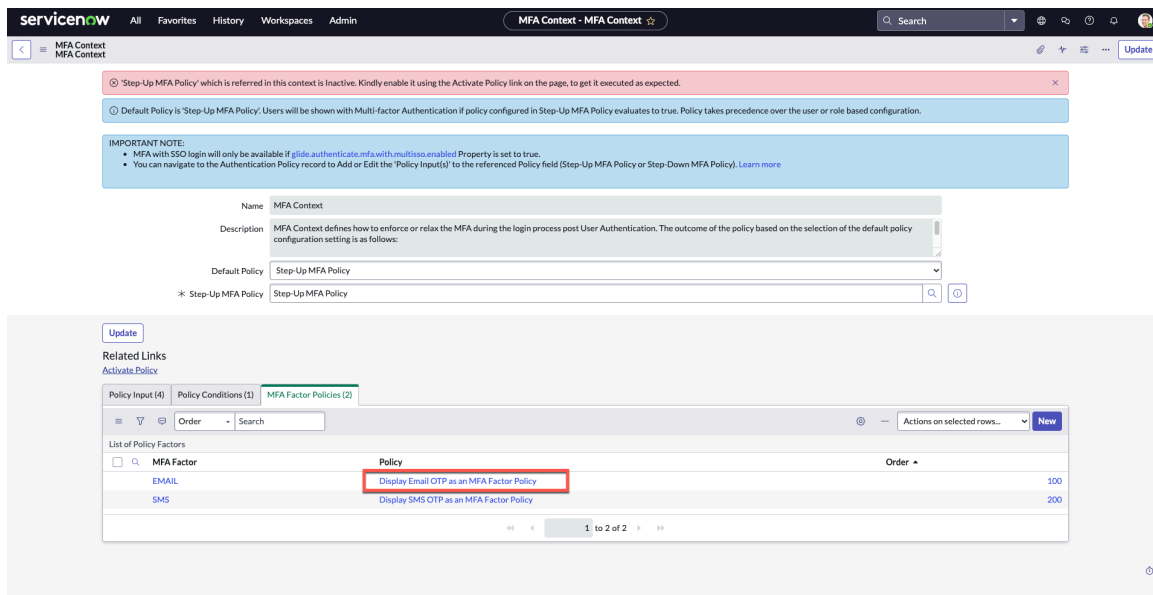 servicenow All Favorites History Workspaces Admin MFA Context - MFA Context Search
MFA Context
MFA Context
Update
'Step-Up MFA Policy' which is referred in this context is Inactive. Kindly enable it using the Activate Policy link on the page, to get it executed as expected.
Default Policy is 'Step-Up MFA Policy'. Users will be shown with Multi-factor Authentication if policy configured in Step-Up MFA Policy evaluates to true. Policy takes precedence over the user or role based configuration.
IMPORTANT NOTE:
• MFA with SSO login will only be available if glide.authenticate.mfa.with.multisso.enabled Property is set to true.
• You can navigate to the Authentication Policy record to Add or Edit the 'Policy Input(s)' to the referenced Policy field (Step-Up MFA Policy or Step-Down MFA Policy). Learn more
Name MFA Context
Description MFA Context defines how to enforce or relax the MFA during the login process post User Authentication. The outcome of the policy based on the selection of the default policy
configuration setting is as follows:
Default Policy Step-Up MFA Policy
Step-Up MFA Policy Step-Up MFA Policy
Update
Related Links
Activate Policy
Policy Input (4) Policy Conditions (1) MFA Factor Policies (2)
Order Search Actions on selected rows... New
List of Policy Factors
MFA Factor Policy Order
EMAIL Display Email OTP as an MFA Factor Policy 100
SMS Display SMS OTP as an MFA Factor Policy 200
1 to 2 of 2